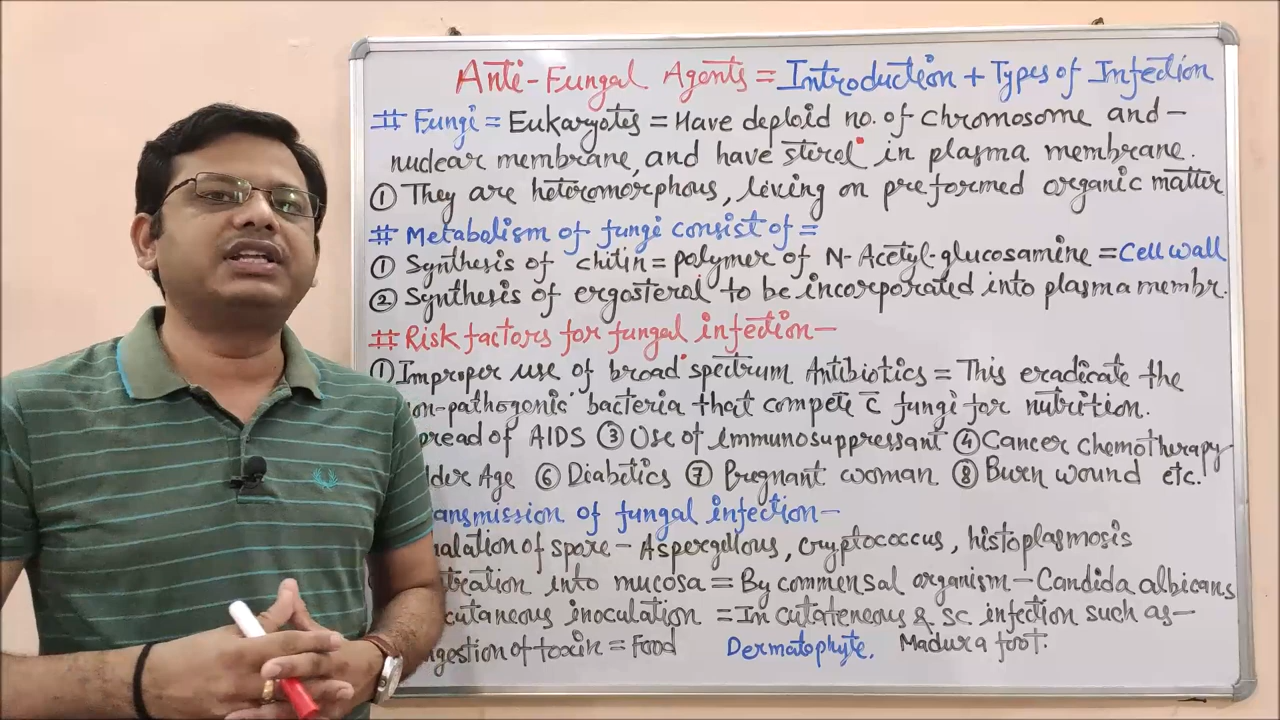 Anti-Fungal Agents = Introduction + Types of Infection
# Fungi = Eukaryotes = Have deploid no. of chromosome and -
nuclear membrane, and have sterol in plasma membrane.
① They are heteromorphous, living on preformed organic matter
# Metabolism of fungi consist of =
① Synthesis of chitin = polymer of N-Acetyl-glucosamine = Cell wall
② Synthesis of ergosterol to be incorporated into plasma membr.
# Risk factors for fungal infection -
① Improper use of broad spectrum Antibiotics = This eradicate the
on-pathogenic bacteria that compete c̄ fungi for nutrition.
pread of AIDS ③ Use of immunosuppressant ④ Cancer chemotherapy
lder Age ⑥ Diabetics ⑦ Pregnant woman ⑧ Burn wound etc.
ansmission of fungal infection -
halation of spore - Aspergillous, cryptococcus, histoplasmosis
tration into mucosa = By commensal organism - Candida albicans
cutaneous inoculation = In cutateneous & sc infection such as -
ngestion of toxin = Food Dermatophyte, Madura foot.